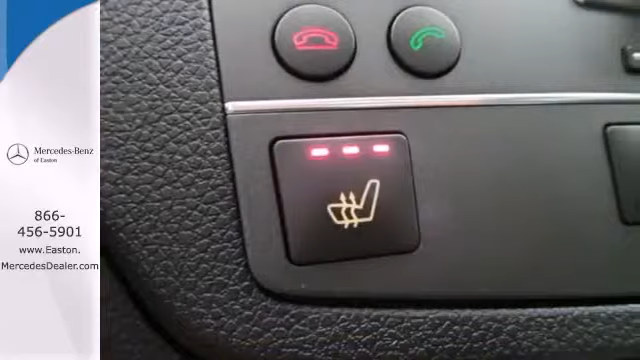 Mercedes-Benz
of Easton
866-
456-5901
www.Easton.
MercedesDealer.com